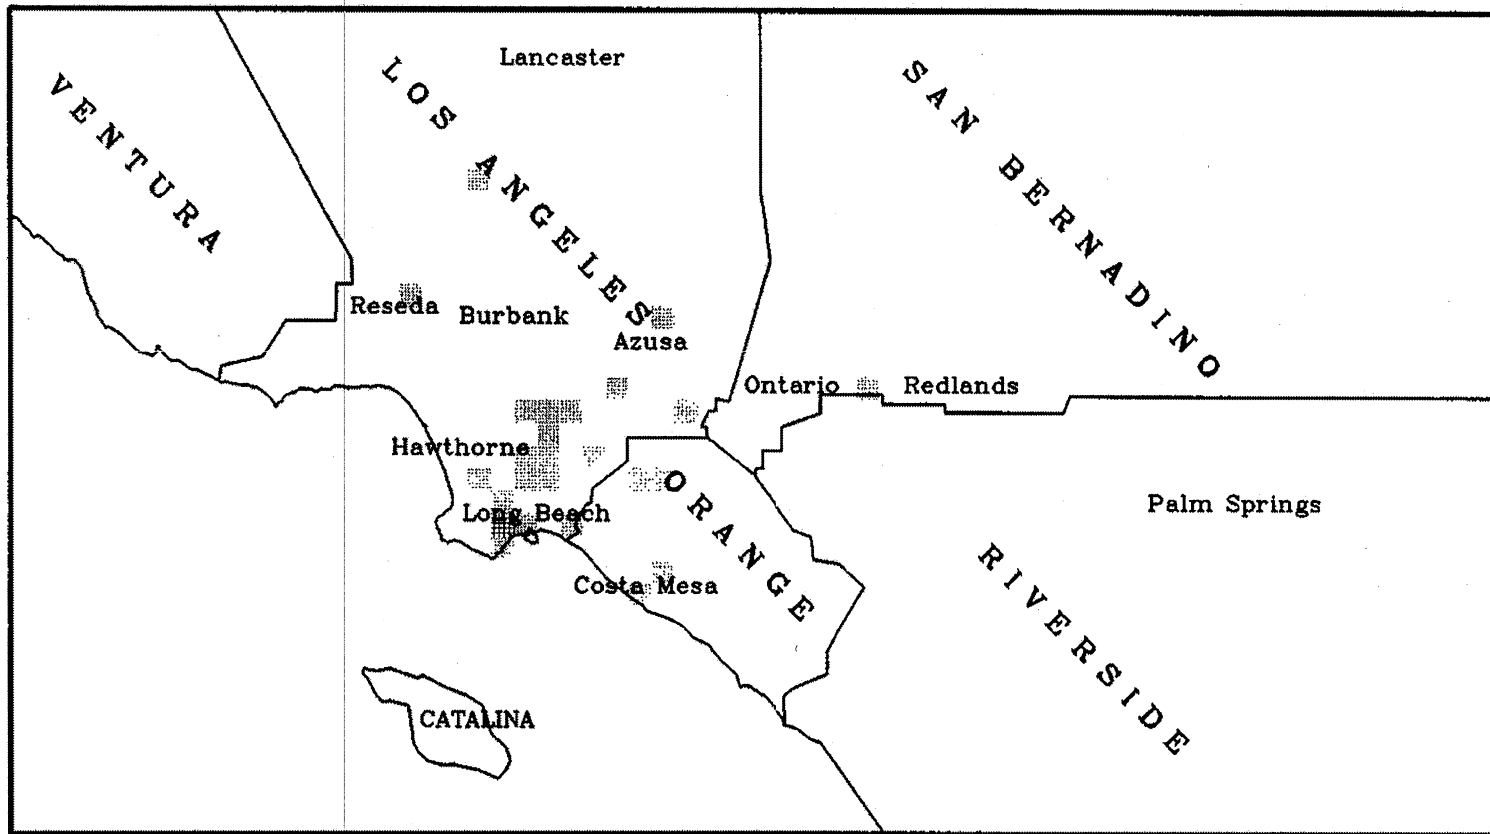 Lancaster
VENTURA
LOS ANGELES
SAN BERNADINO
Reseda
Burbank
Azusa
Ontario
Redlands
Hawthorne
Long Beach
ORANGE
Palm Springs
Costa Mesa
RIVERSIDE
CATALINA